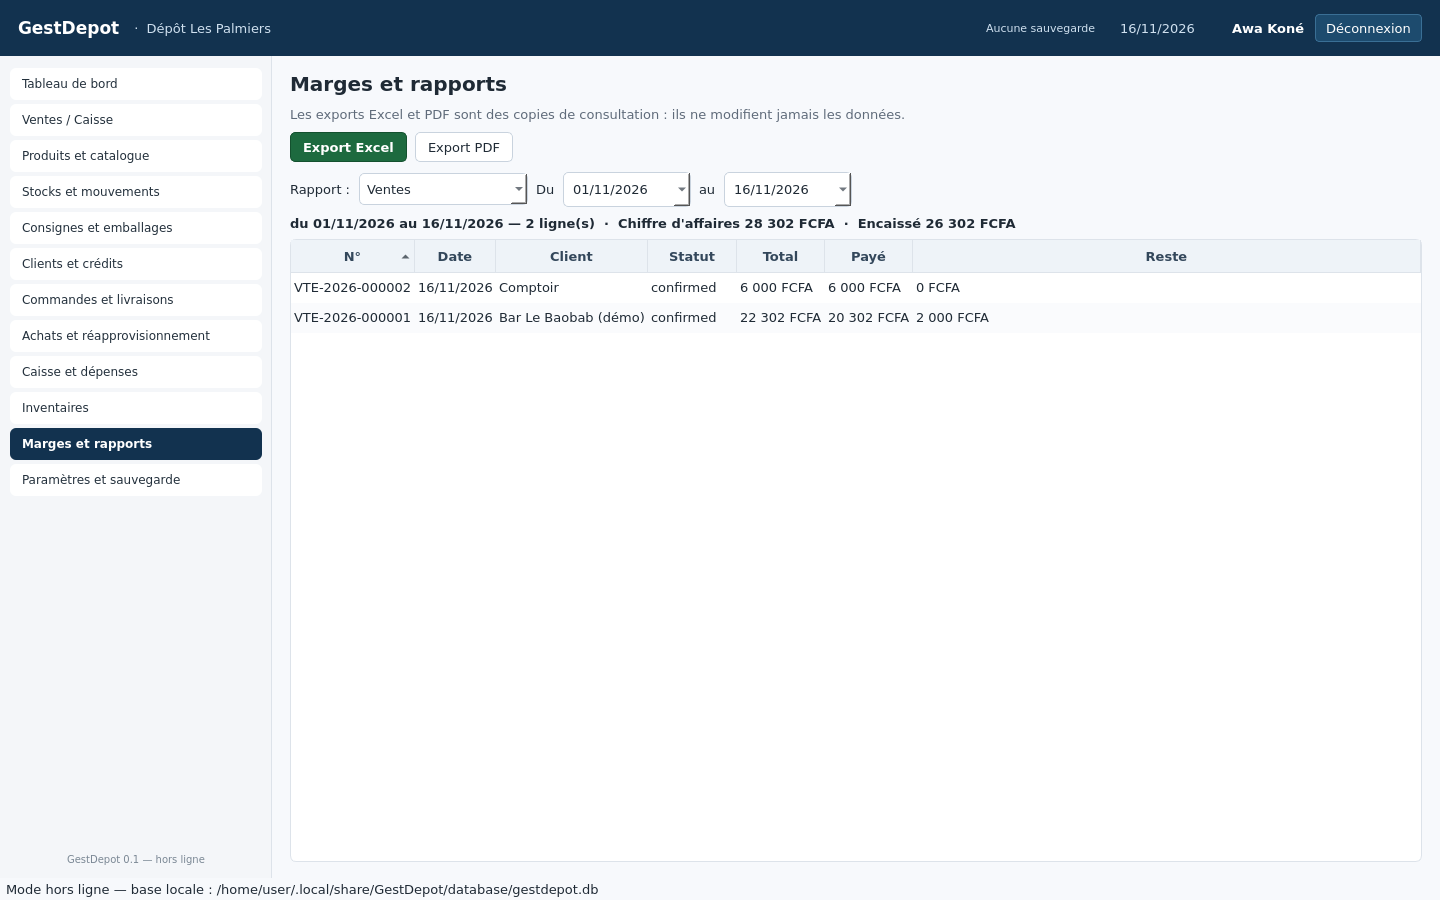 GestDepot · Dépôt Les Palmiers Aucune sauvegarde 16/11/2026 Awa Koné Déconnexion
Tableau de bord
Ventes / Caisse
Produits et catalogue
Stocks et mouvements
Consignes et emballages
Clients et crédits
Commandes et livraisons
Achats et réapprovisionnement
Caisse et dépenses
Inventaires
Marges et rapports
Paramètres et sauvegarde
GestDepot 0.1 — hors ligne
Marges et rapports
Les exports Excel et PDF sont des copies de consultation : ils ne modifient jamais les données.
Export Excel Export PDF
Rapport : Ventes Du 01/11/2026 au 16/11/2026
du 01/11/2026 au 16/11/2026 — 2 ligne(s) · Chiffre d'affaires 28 302 FCFA · Encaissé 26 302 FCFA
N° Date Client Statut Total Payé Reste
VTE-2026-000002 16/11/2026 Comptoir confirmed 6 000 FCFA 6 000 FCFA 0 FCFA
VTE-2026-000001 16/11/2026 Bar Le Baobab (démo) confirmed 22 302 FCFA 20 302 FCFA 2 000 FCFA
Mode hors ligne — base locale : /home/user/.local/share/GestDepot/database/gestdepot.db